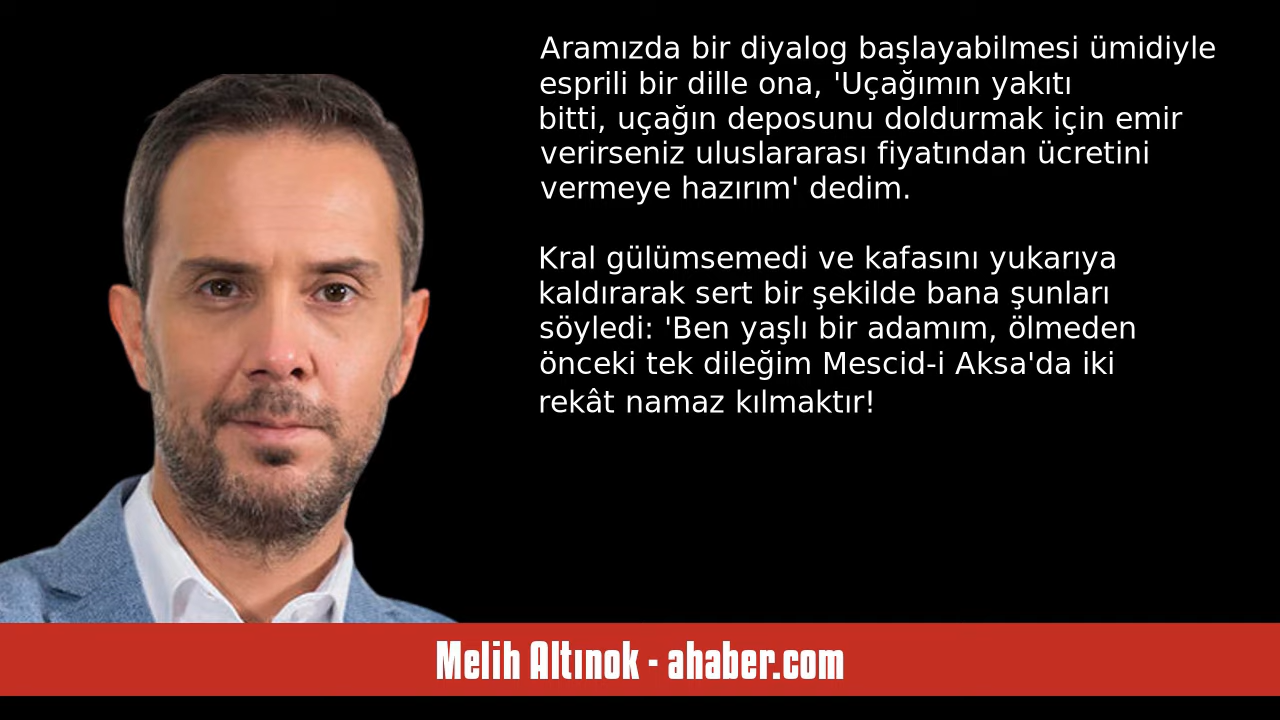 Aramızda bir diyalog başlayabilmesi ümidiyle
esprili bir dille ona, 'Uçağımın yakıtı
bitti, uçağın deposunu doldurmak için emir
verirseniz uluslararası fiyatından ücretini
vermeye hazırım' dedim.
Kral gülümsemedi ve kafasını yukarıya
kaldırarak sert bir şekilde bana şunları
söyledi: 'Ben yaşlı bir adamım, ölmeden
önceki tek dileğim Mescid-i Aksa'da iki
rekât namaz kılmaktır!
Melih Altınok - ahaber.com